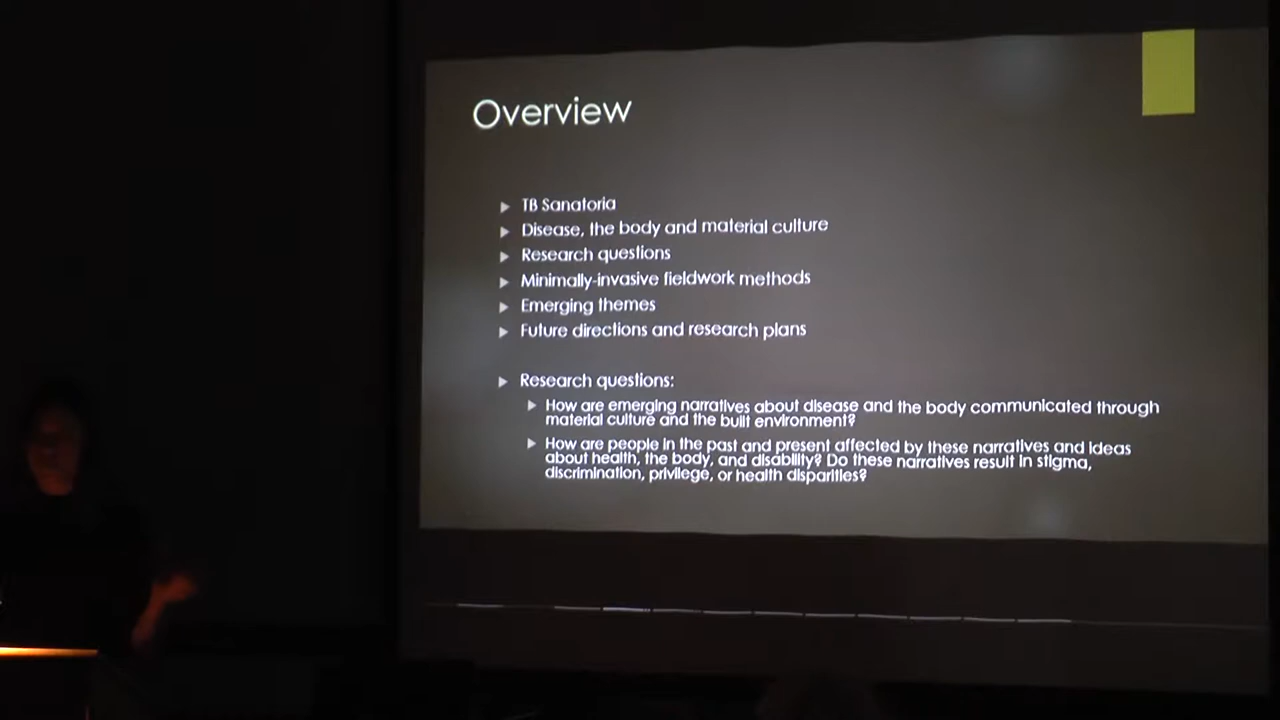 Overview
TB Sanatoria
Disease, the body and material culture
Research questions
Minimally-invasive fieldwork methods
Emerging themes
Future directions and research plans
Research questions:
How are emerging narratives about disease and the body communicated through
material culture and the built environment?
How are people in the past and present affected by these narratives and ideas
about health, the body, and disability? Do these narratives result in stigma,
discrimination, privilege, or health disparities?